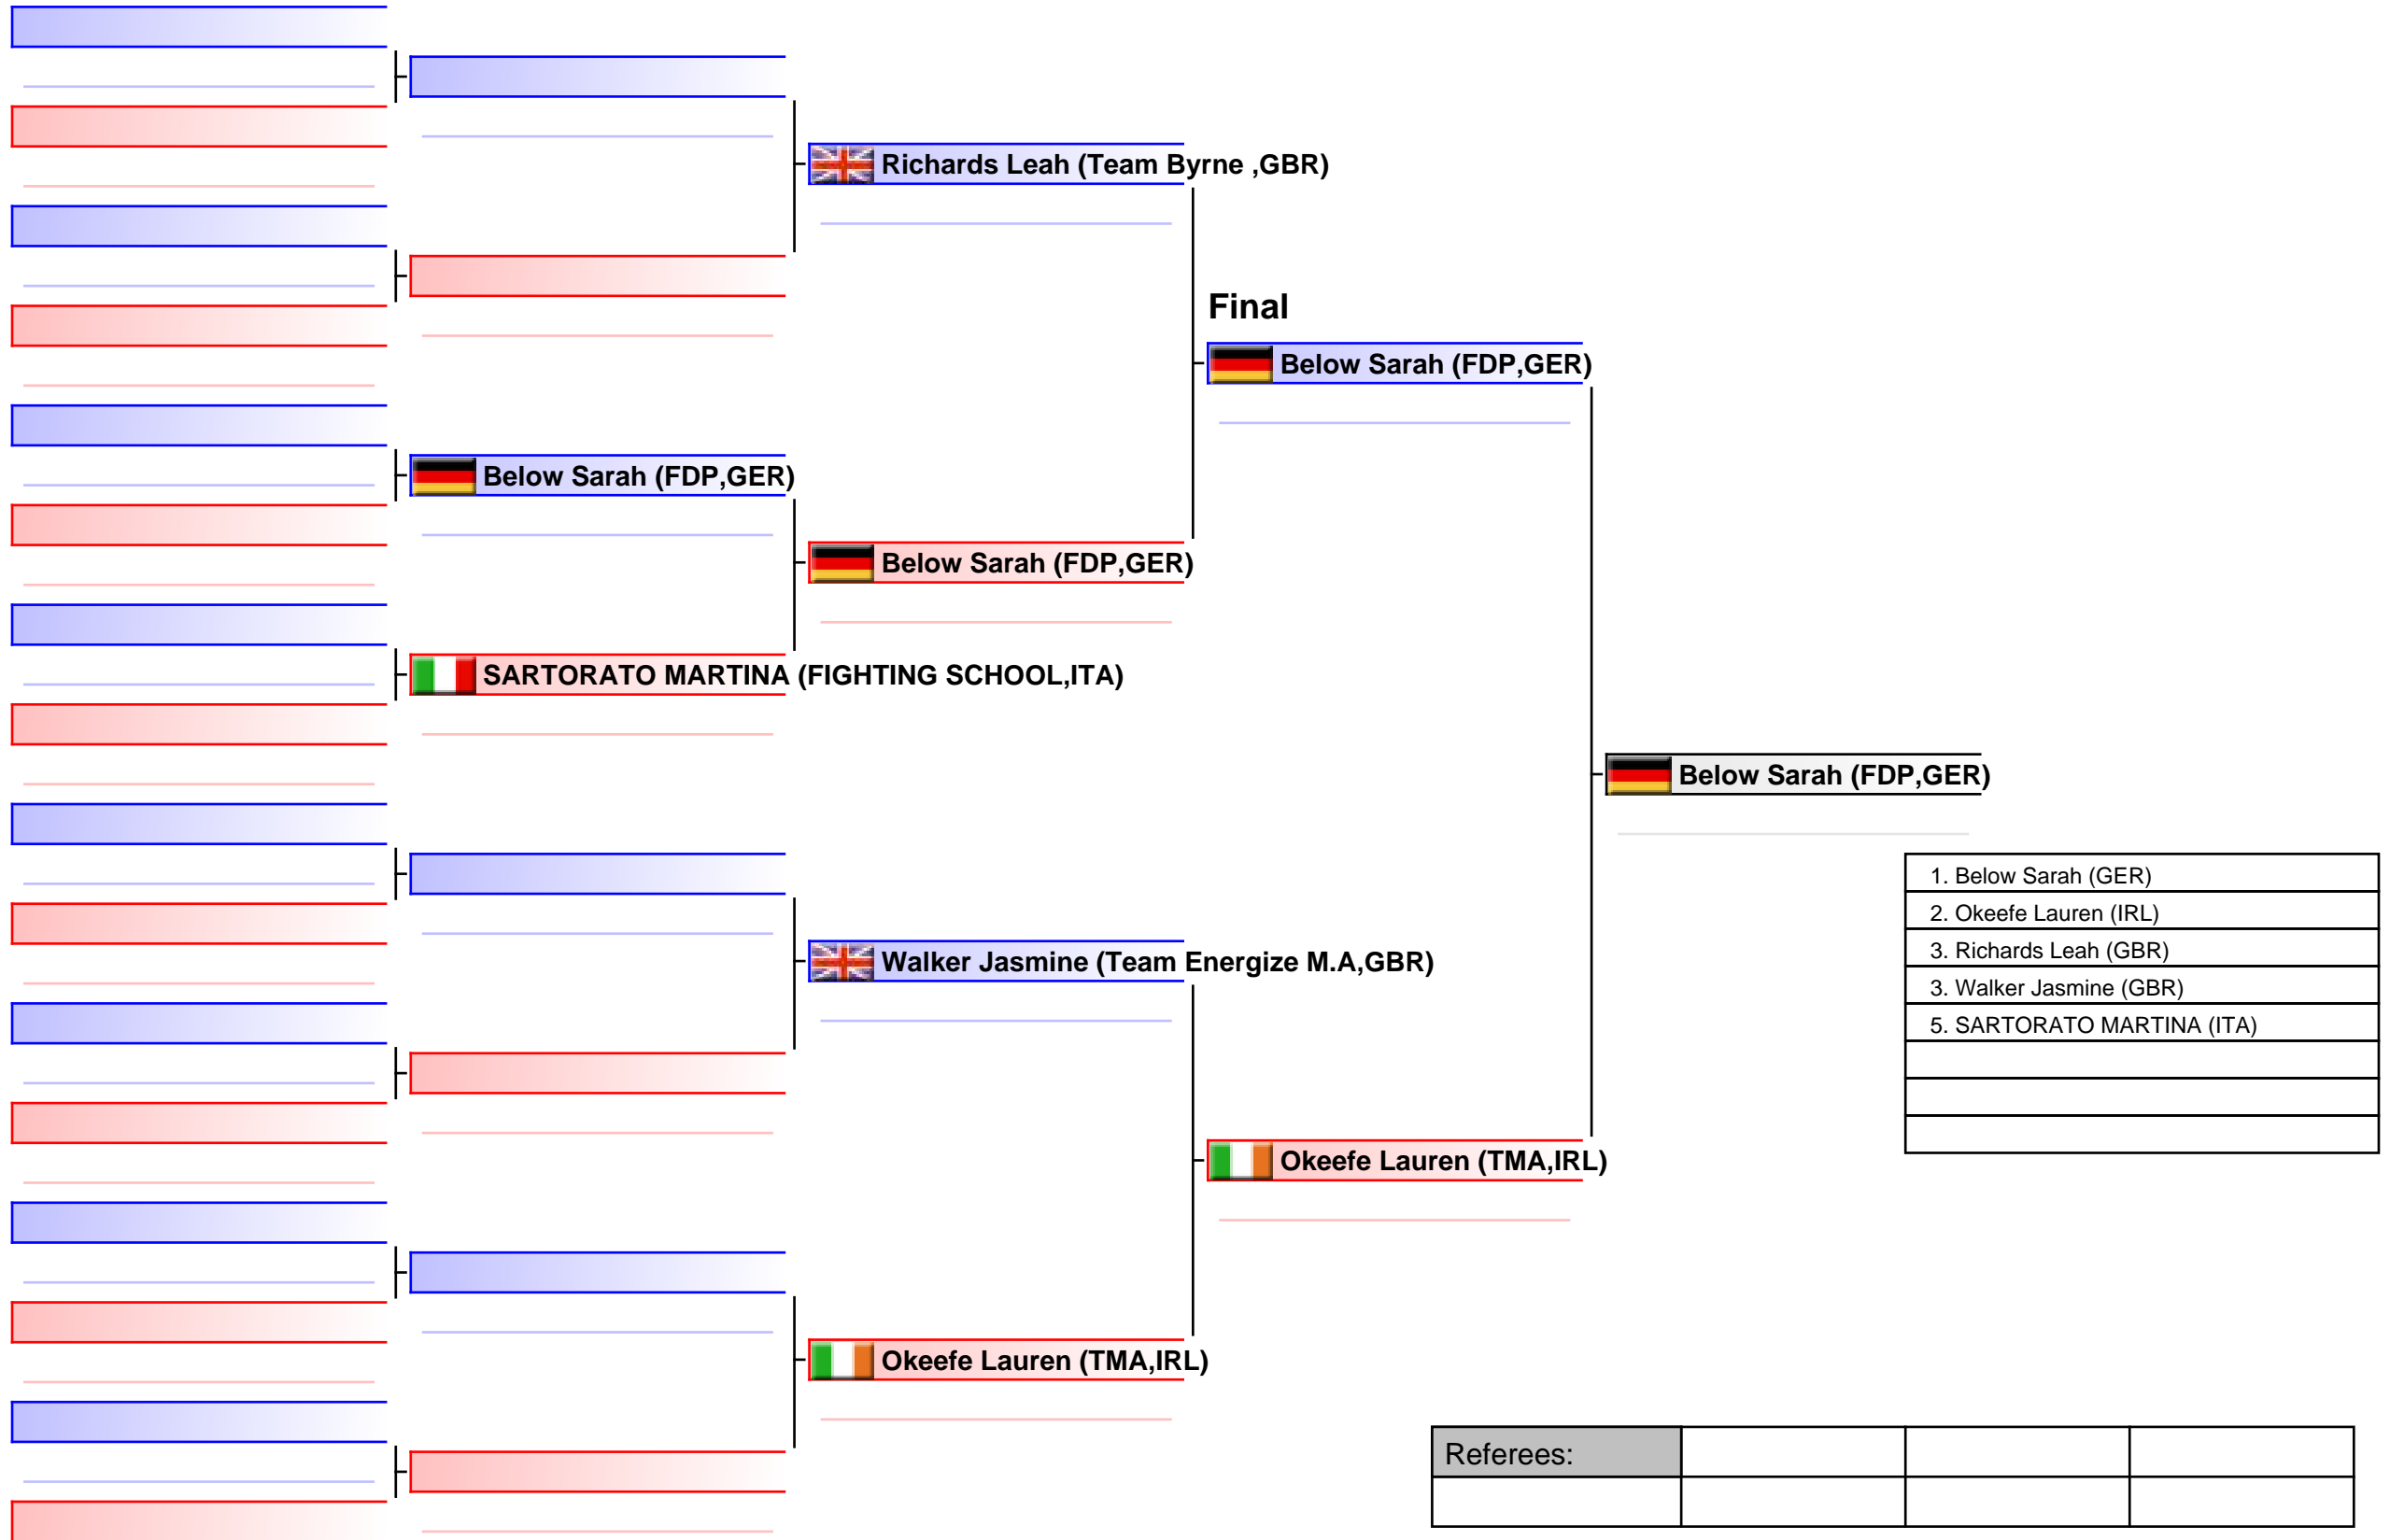 Richards Leah (Team Byrne ,GBR)
Final
Below Sarah (FDP,GER)
Below Sarah (FDP,GER)
Below Sarah (FDP,GER)
SARTORATO MARTINA (FIGHTING SCHOOL,ITA)
Below Sarah (FDP,GER)
1. Below Sarah (GER)
2. Okeefe Lauren (IRL)
3. Richards Leah (GBR)
3. Walker Jasmine (GBR)
5. SARTORATO MARTINA (ITA)
Walker Jasmine (Team Energize M.A,GBR)
Okeefe Lauren (TMA,IRL)
Okeefe Lauren (TMA,IRL)
Referees: